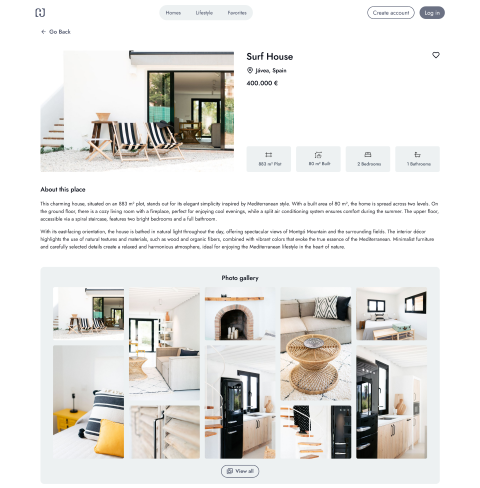 Homes Lifestyle Favorites
Create account Log in
Go Back
Surf House
Jávea, Spain
400.000 €
883 m² Plot
80 m² Built
2 Bedrooms
1 Bathrooms
About this place
This charming house, situated on an 883 m² plot, stands out for its elegant simplicity inspired by Mediterranean style. With a built area of 80 m², the home is spread across two levels. On
the ground floor, there is a cozy living room with a fireplace, perfect for enjoying cool evenings, while a split air conditioning system ensures comfort during the summer. The upper floor,
accessible via a spiral staircase, features two bright bedrooms and a full bathroom.
With its east-facing orientation, the house is bathed in natural light throughout the day, offering spectacular views of Montgó Mountain and the surrounding fields. The interior décor
highlights the use of natural features and materials, such as wood and organic fibers, combined with vibrant colors that evoke the true essence of the Mediterranean. Minimalist furniture
and carefully selected details create a relaxed and harmonious atmosphere, ideal for enjoying the Mediterranean lifestyle in the heart of nature.
Photo gallery
View all